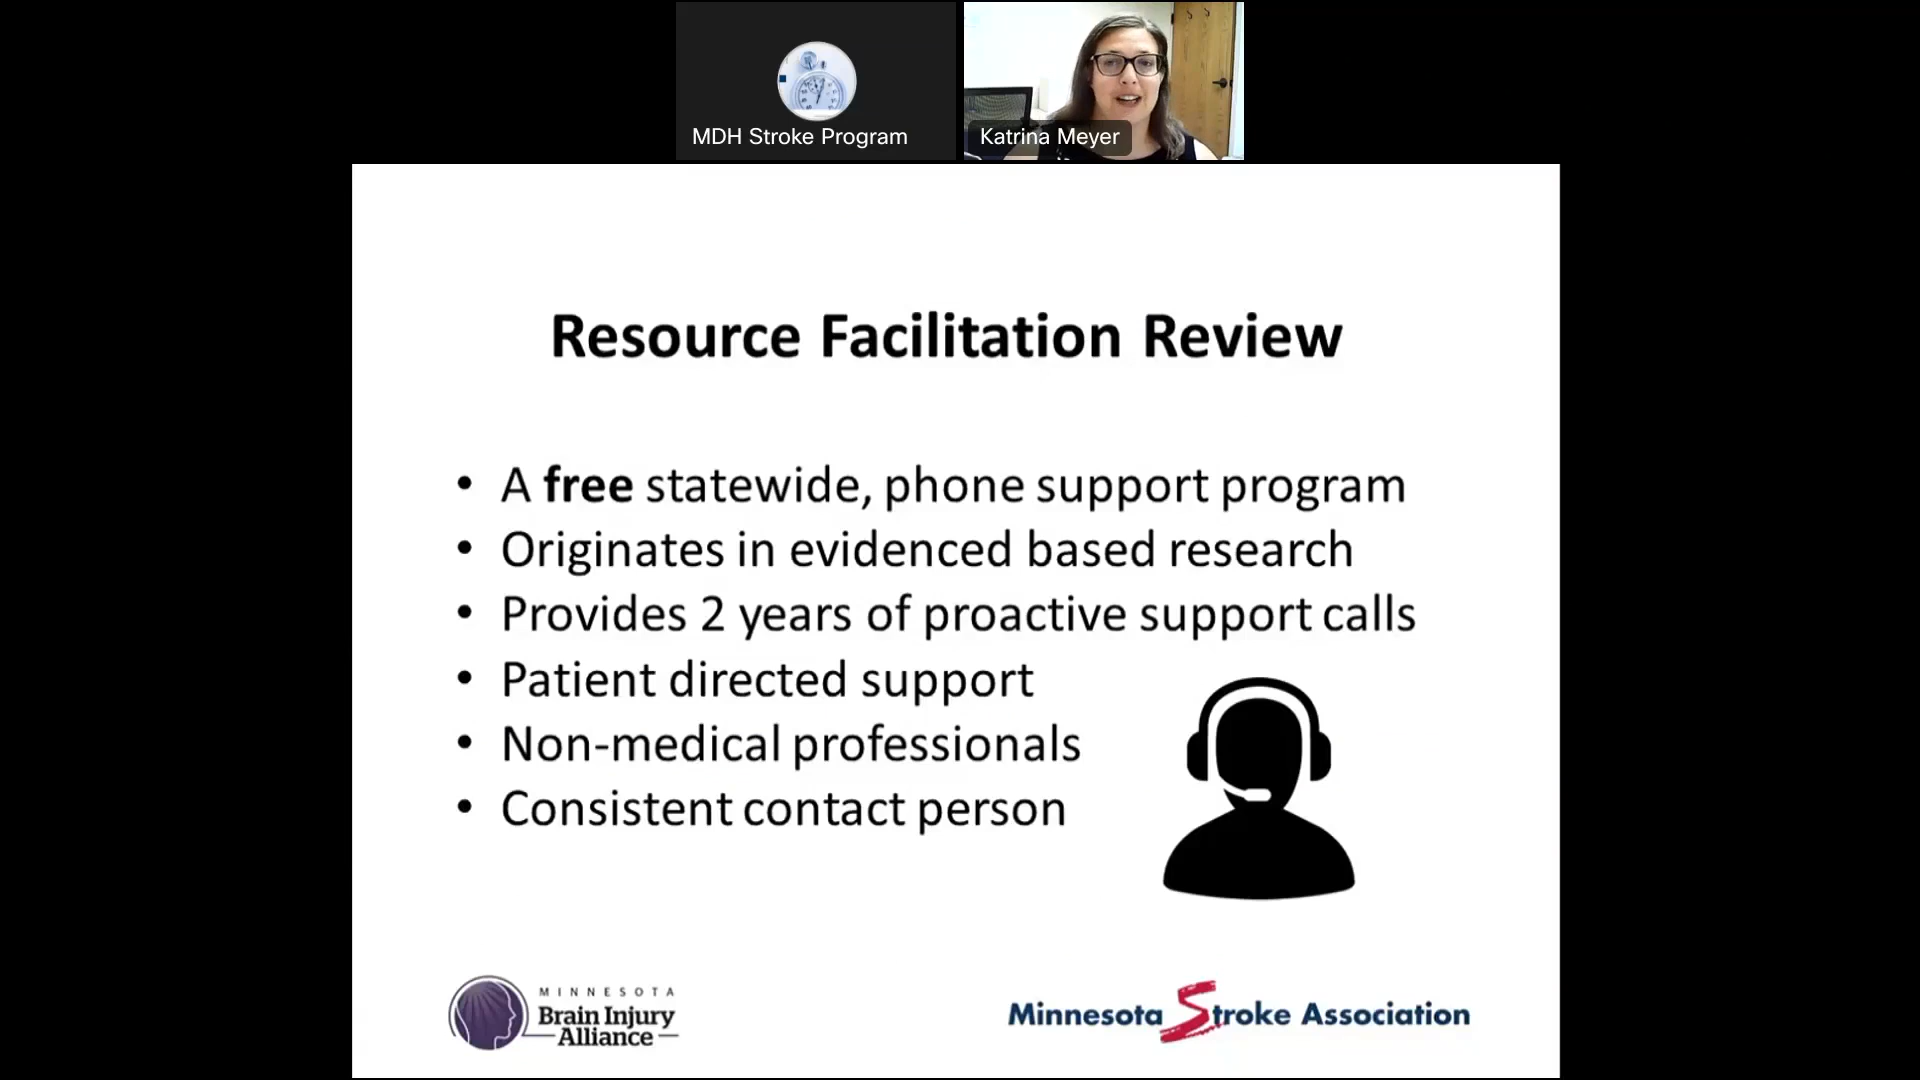 MDH Stroke Program
Katrina Meyer
Resource Facilitation Review
• A free statewide, phone support program
• Originates in evidenced based research
• Provides 2 years of proactive support calls
• Patient directed support
• Non-medical professionals
• Consistent contact person
MINNESOTA
Brain Injury
Alliance
Minnesota Stroke Association